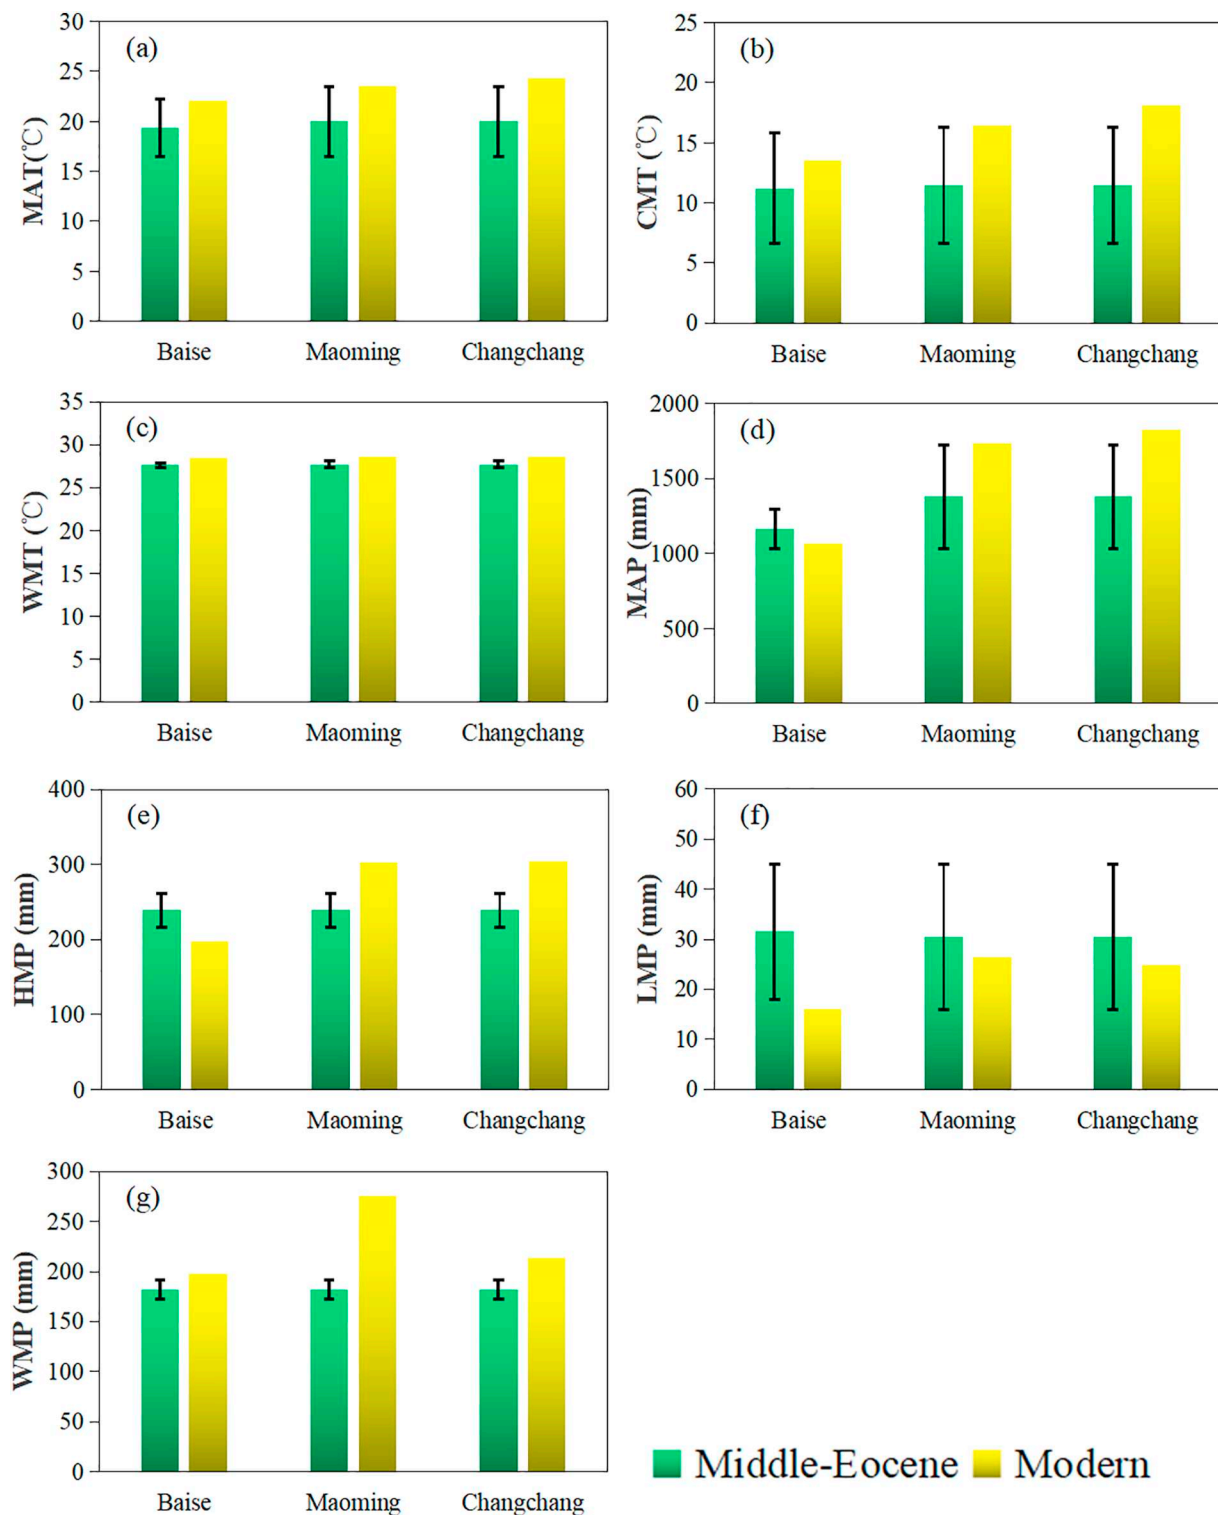 (a)
MAT(℃)
30
25
20
15
10
5
0
Baise Maoming Changchang
(b)
CMT (℃)
25
20
15
10
5
0
Baise Maoming Changchang
(c)
WMT (℃)
35
30
25
20
15
10
5
0
Baise Maoming Changchang
(d)
MAP (mm)
2000
1500
1000
500
0
Baise Maoming Changchang
(e)
HMP (mm)
400
300
200
100
0
Baise Maoming Changchang
(f)
LMP (mm)
60
50
40
30
20
10
0
Baise Maoming Changchang
(g)
WMP (mm)
300
250
200
150
100
50
0
Baise Maoming Changchang
Middle-Eocene Modern